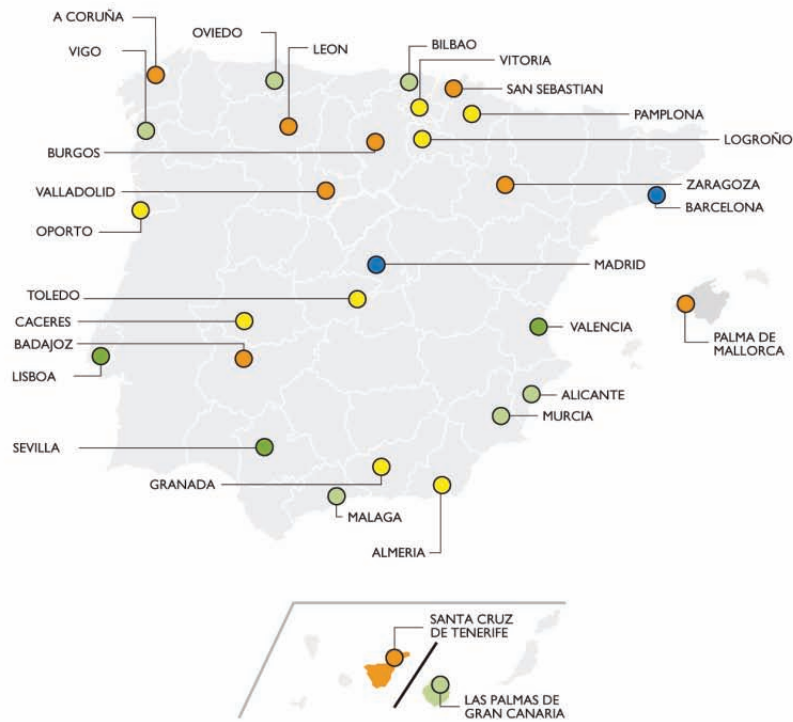 A CORUÑA
OVIEDO
BILBAO
VIGO
LEON
VITORIA
SAN SEBASTIAN
PAMPLONA
LOGROÑO
BURGOS
ZARAGOZA
VALLADOLID
BARCELONA
OPORTO
MADRID
TOLEDO
CACERES
VALENCIA
BADAJOZ
PALMA DE
MALLORCA
LISBOA
ALICANTE
MURCIA
SEVILLA
GRANADA
MALAGA
ALMERIA
SANTA CRUZ
DE TENERIFE
LAS PALMAS DE
GRAN CANARIA